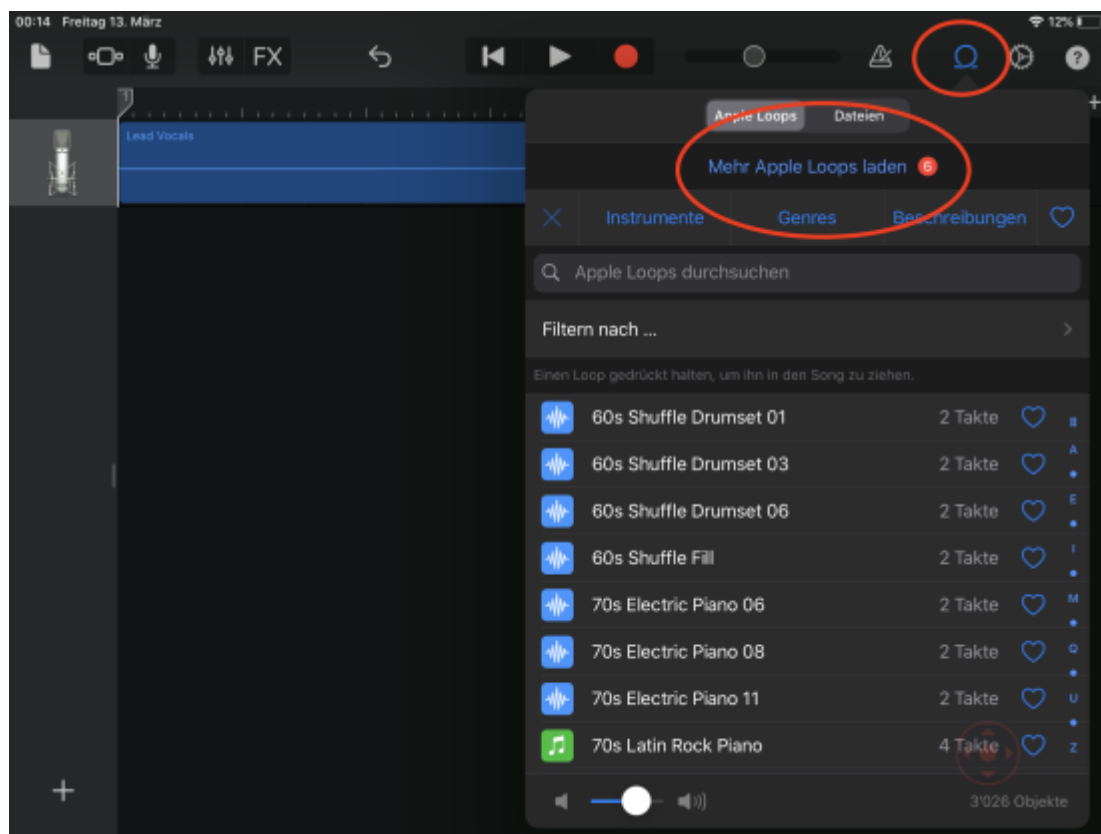 00:14 Freitag 13. März 12%
FX
?
1
Lead Vocals
+
Apple Loops Dateien
Mehr Apple Loops laden 6
Instrumente Genres Beschreibungen
Apple Loops durchsuchen
Filtern nach ...
Einen Loop gedrückt halten, um ihn in den Song zu ziehen.
60s Shuffle Drumset 01 2 Takte
#
A
60s Shuffle Drumset 03 2 Takte
60s Shuffle Drumset 06 2 Takte
E
60s Shuffle Fill 2 Takte
I
70s Electric Piano 06 2 Takte
M
70s Electric Piano 08 2 Takte
Q
70s Electric Piano 11 2 Takte
U
70s Latin Rock Piano 4 Takte
Z
+
3'026 Objekte